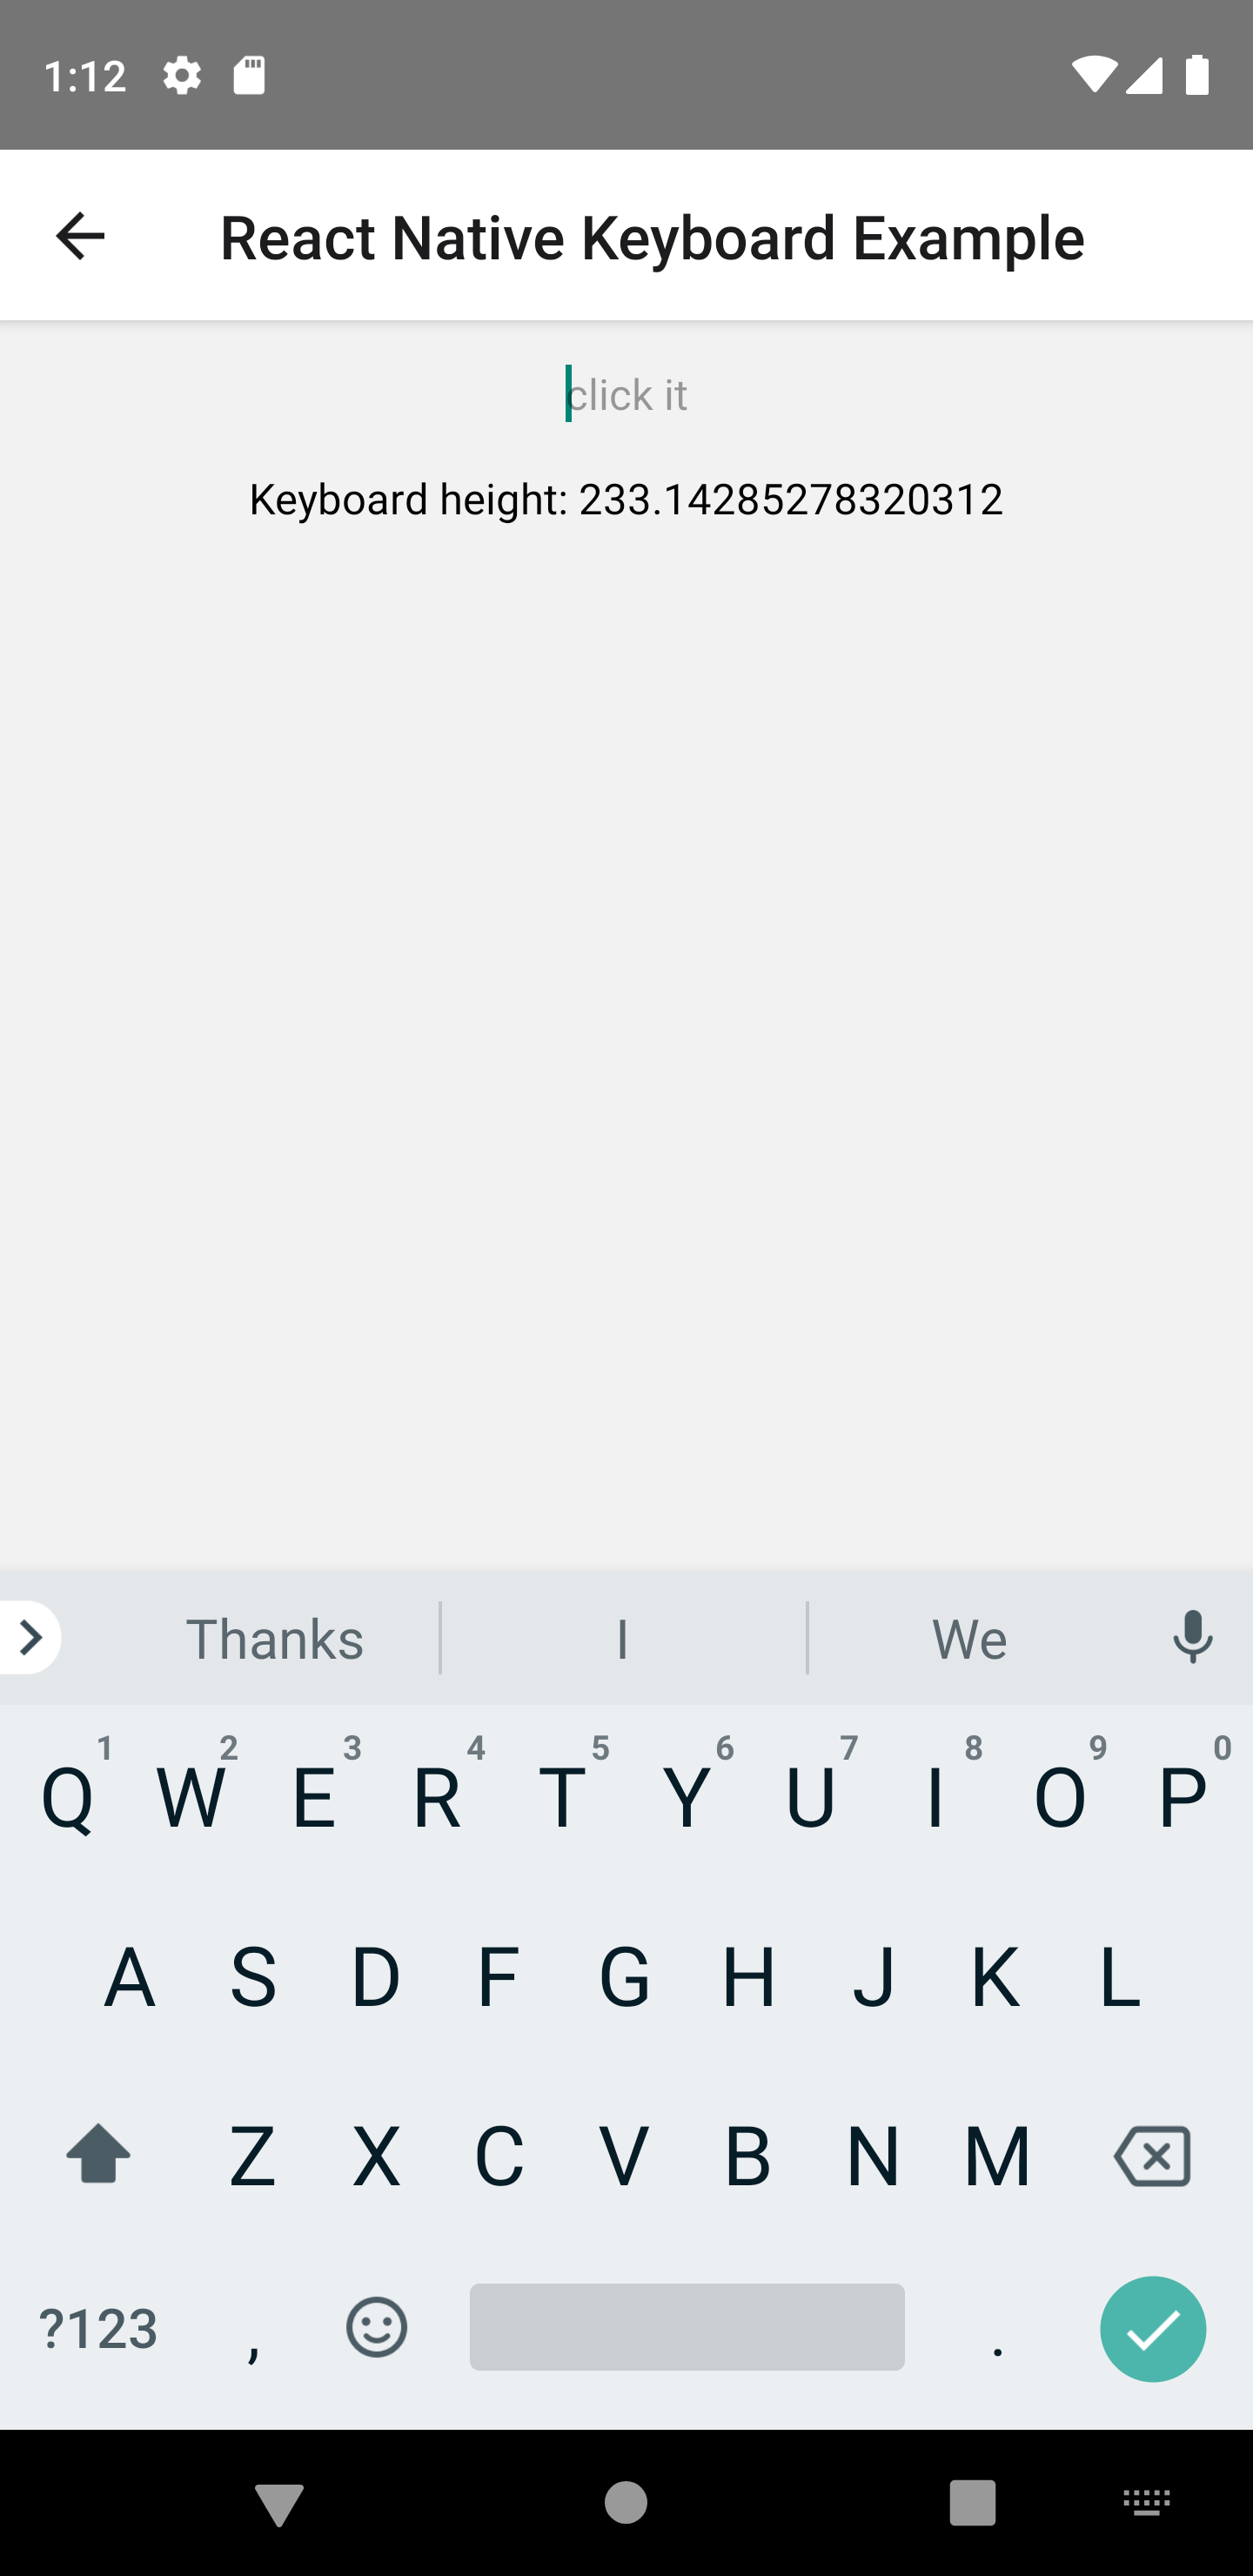 1:12
React Native Keyboard Example
click it
Keyboard height: 233.14285278320312
Thanks I We
1 2 3 4 5 6 7 8 9 0
Q W E R T Y U I O P
A S D F G H J K L
Z X C V B N M
?123 , .